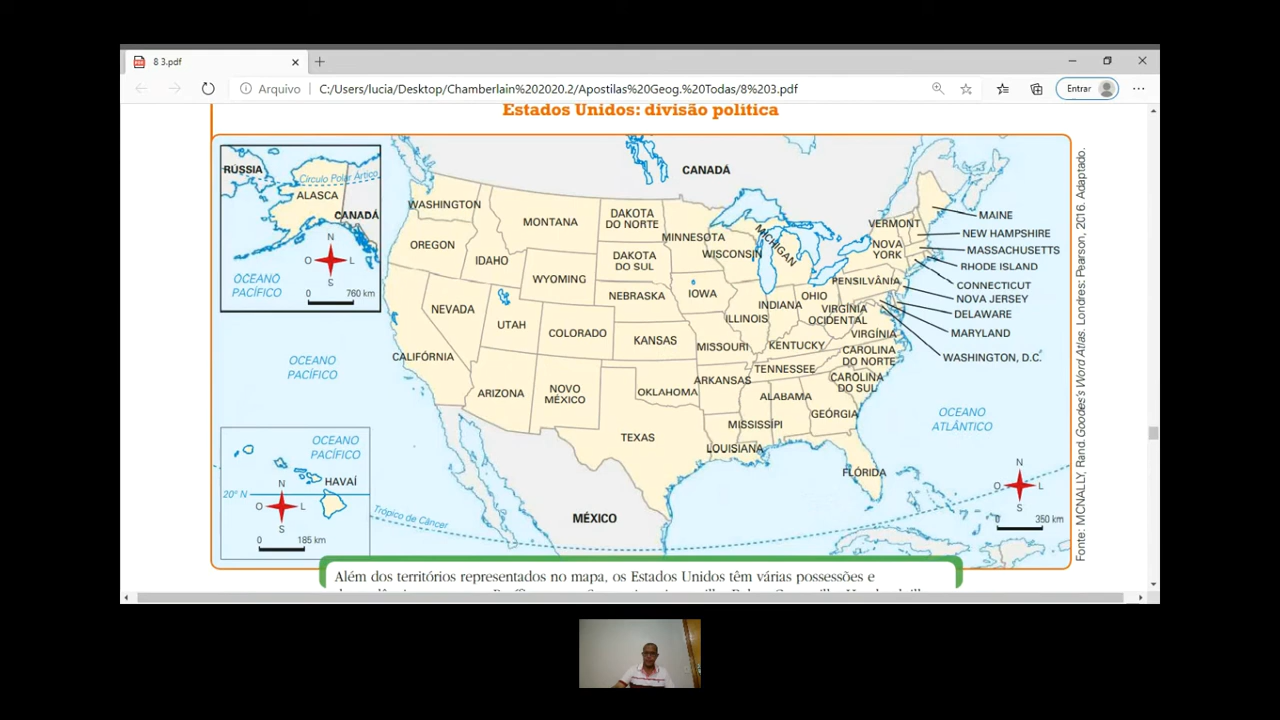 8 3.pdf
Arquivo
C:/Users/lucia/Desktop/Chamberlain%202020.2/Apostilas%20Geog.%20Todas/8%203.pdf
Entrar
Estados Unidos: divisão política
RÚSSIA
Círculo Polar Ártico
ALASCA
CANADÁ
N
O L
S
OCEANO
PACÍFICO
0 760 km
CANADÁ
WASHINGTON
MONTANA
DAKOTA
DO NORTE
MINNESOTA
OREGON
IDAHO
WYOMING
DAKOTA
DO SUL
WISCONSIN
MICHIGAN
VERMONT
NOVA
YORK
MAINE
NEW HAMPSHIRE
MASSACHUSETTS
RHODE ISLAND
CONNECTICUT
NOVA JERSEY
DELAWARE
MARYLAND
WASHINGTON, D.C.
NEBRASKA
IOWA
PENSILVÂNIA
OHIO
INDIANA
ILLINOIS
VIRGÍNIA
OCIDENTAL
VIRGÍNIA
NEVADA
UTAH
COLORADO
KANSAS
MISSOURI
KENTUCKY
CALIFÓRNIA
CAROLINA
DO NORTE
TENNESSEE
CAROLINA
DO SUL
ARIZONA
NOVO
MÉXICO
OKLAHOMA
ARKANSAS
ALABAMA
GEÓRGIA
MISSISSÍPI
TEXAS
LOUISIANA
FLÓRIDA
OCEANO
PACÍFICO
OCEANO
ATLÂNTICO
MÉXICO
Trópico de Câncer
OCEANO
PACÍFICO
HAVAÍ
20° N
N
O L
S
0 185 km
N
O L
S
0 350 km
Fonte: MCNALLY, Rand. Goodes's Word Atlas. Londres: Pearson, 2016. Adaptado.
Além dos territórios representados no mapa, os Estados Unidos têm várias possessões e